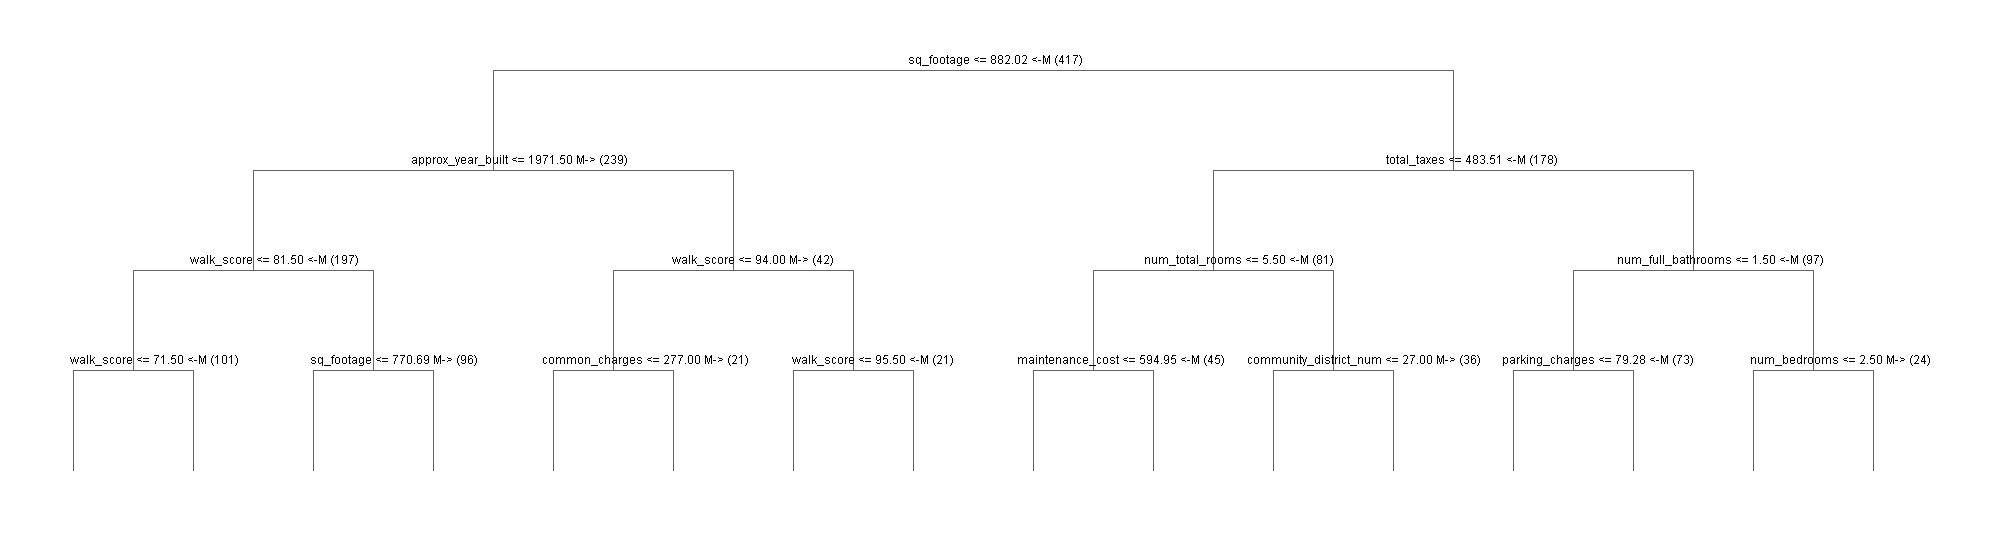 sq_footage <= 882.02 <-M (417)
approx_year_built <= 1971.50 M-> (239)
total_taxes <= 483.51 <-M (178)
walk_score <= 81.50 <-M (197)
walk_score <= 94.00 M-> (42)
num_total_rooms <= 5.50 <-M (81)
num_full_bathrooms <= 1.50 <-M (97)
walk_score <= 71.50 <-M (101)
sq_footage <= 770.69 M-> (96)
common_charges <= 277.00 M-> (21)
walk_score <= 95.50 <-M (21)
maintenance_cost <= 594.95 <-M (45)
community_district_num <= 27.00 M-> (36)
parking_charges <= 79.28 <-M (73)
num_bedrooms <= 2.50 M-> (24)